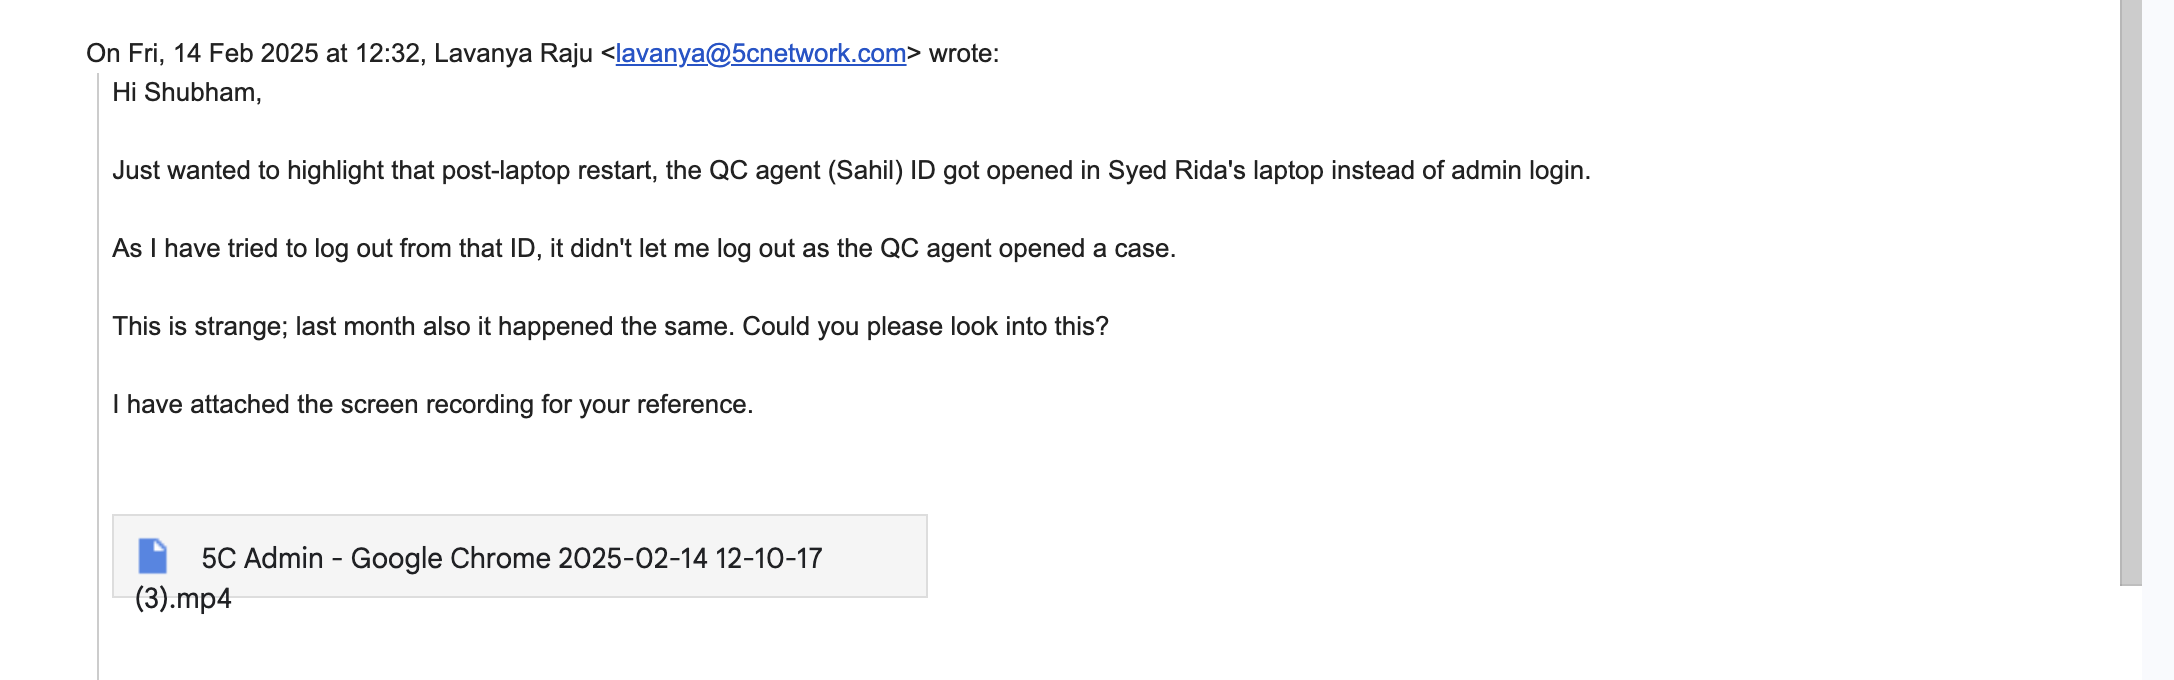 On Fri, 14 Feb 2025 at 12:32, Lavanya Raju <lavanya@5cnetwork.com> wrote:
Hi Shubham,
Just wanted to highlight that post-laptop restart, the QC agent (Sahil) ID got opened in Syed Rida's laptop instead of admin login.
As I have tried to log out from that ID, it didn't let me log out as the QC agent opened a case.
This is strange; last month also it happened the same. Could you please look into this?
I have attached the screen recording for your reference.
5C Admin - Google Chrome 2025-02-14 12-10-17
(3).mp4